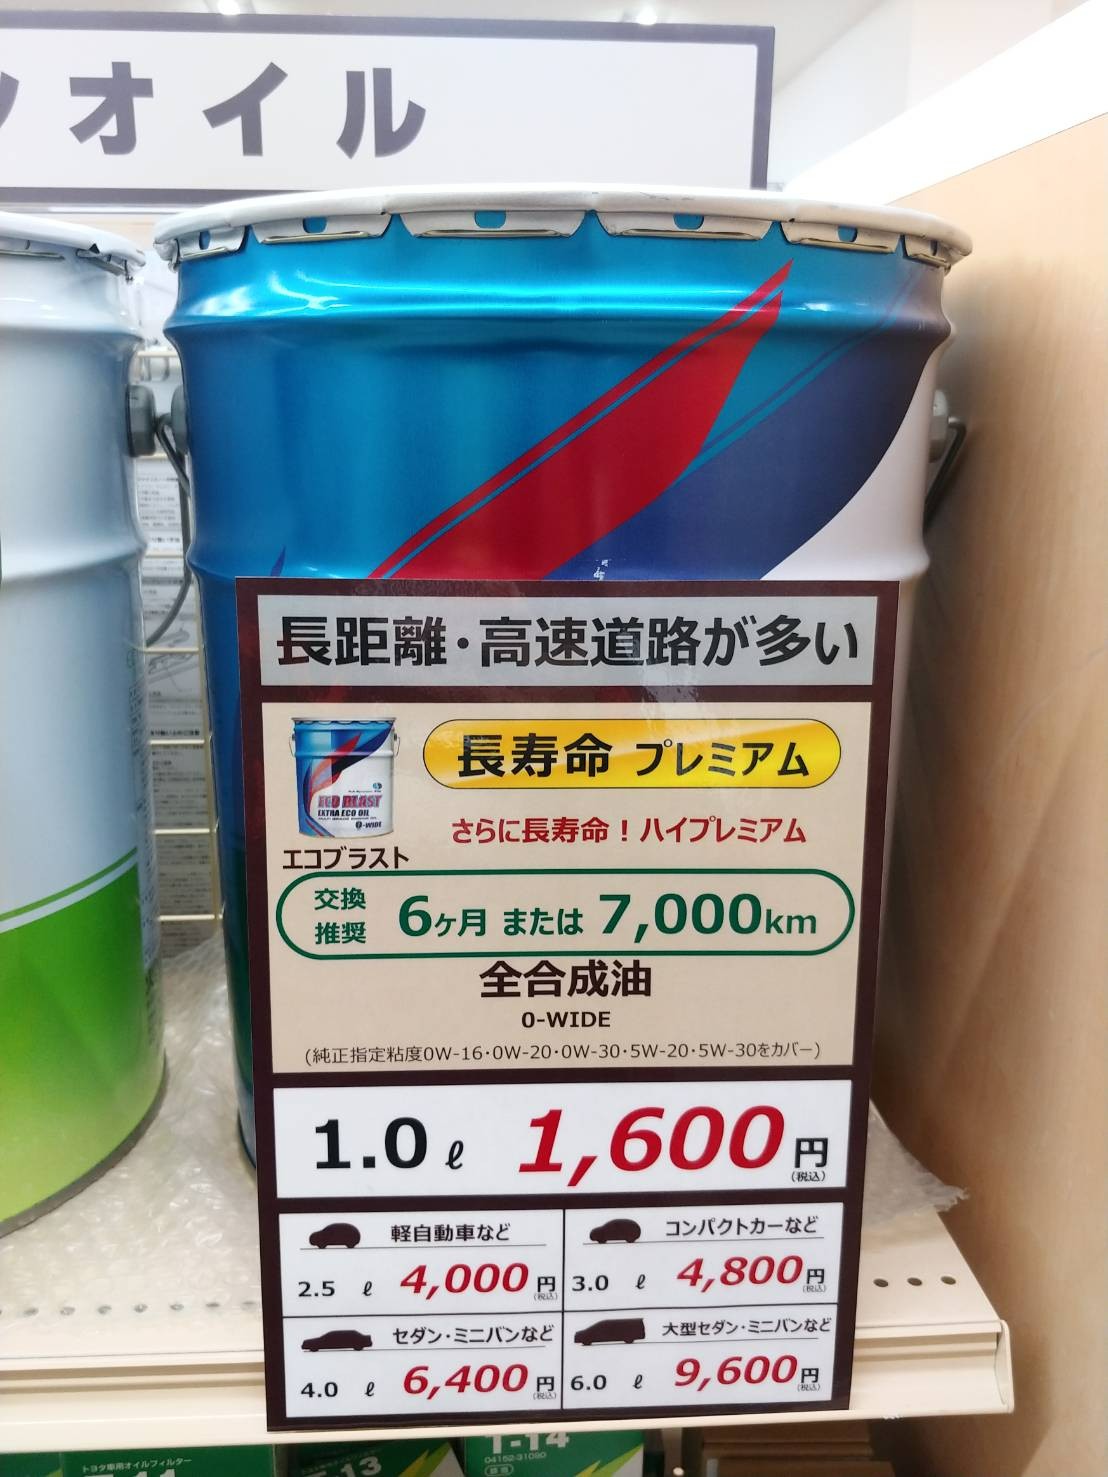 オイル
長距離・高速道路が多い
長寿命 プレミアム
ECO BLAST
EXTRA ECO OIL
0-WIDE
さらに長寿命！ハイプレミアム
エコブラスト
交換
推奨
6ヶ月 または 7,000km
全合成油
0-WIDE
(純正指定粘度0W-16・0W-20・0W-30・5W-20・5W-30をカバー)
1.0 ℓ 1,600円
(税込)
軽自動車など
2.5 ℓ 4,000円
(税込)
コンパクトカーなど
3.0 ℓ 4,800円
(税込)
セダン・ミニバンなど
4.0 ℓ 6,400円
(税込)
大型セダン・ミニバンなど
6.0 ℓ 9,600円
(税込)
トヨタ車用オイルフィルター
T-13
T-14
04152-31090